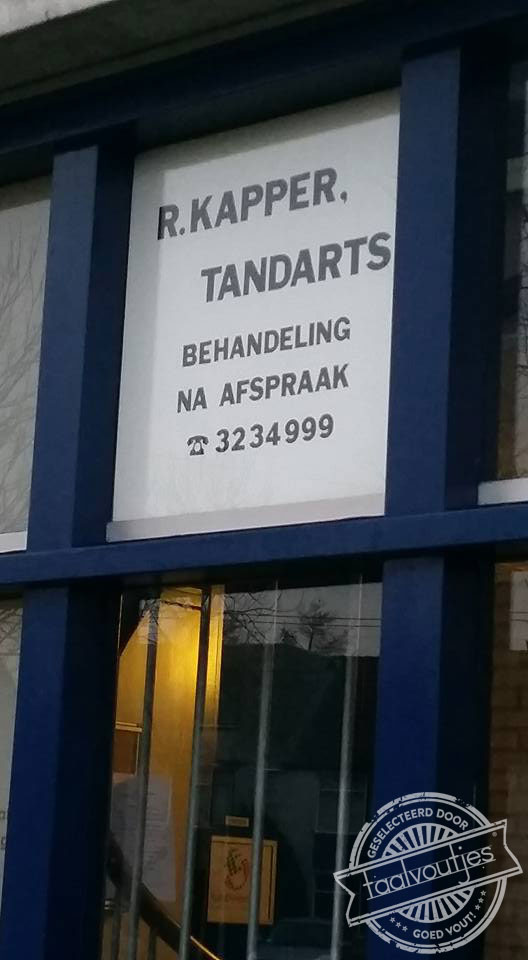 R. KAPPER,
TANDARTS
BEHANDELING
NA AFSPRAAK
☎ 3234999
GESELECTEERD DOOR
taalvoutjes
*** GOED VOUT! ***